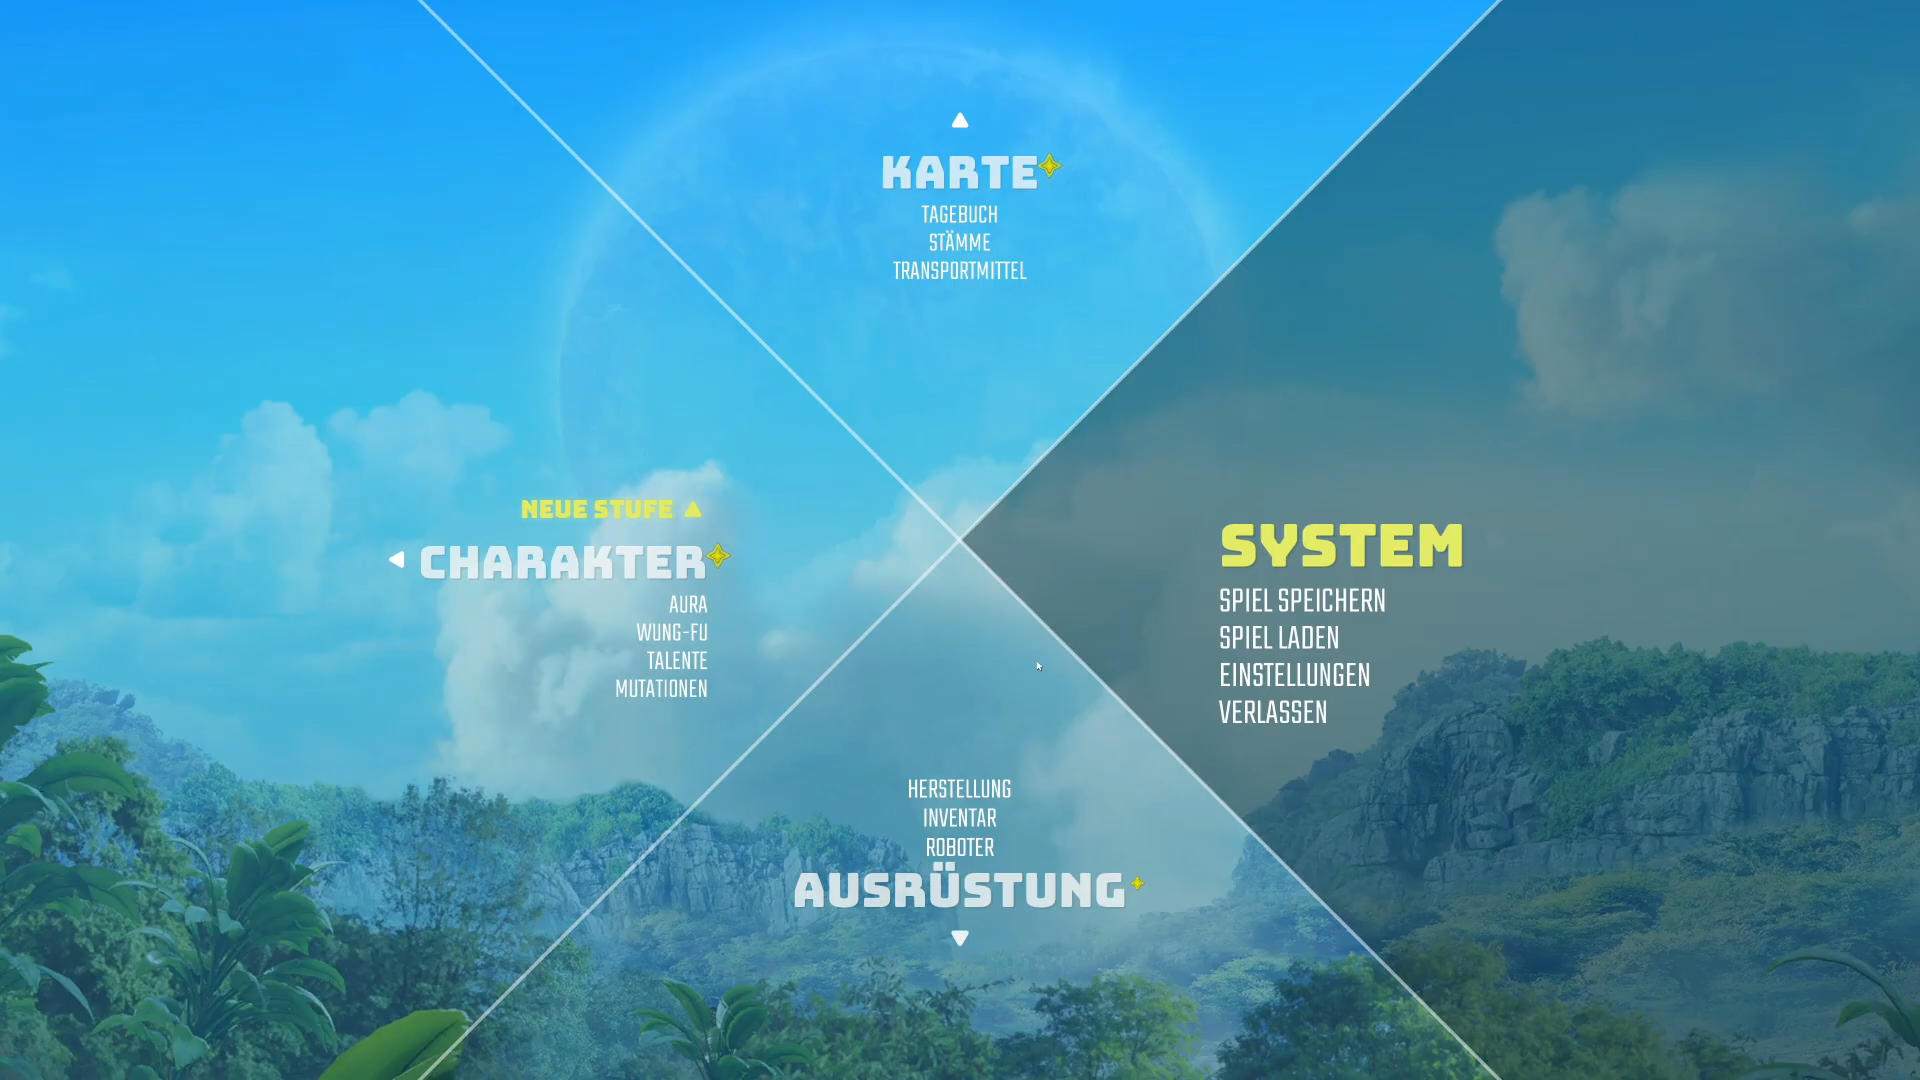 KARTE
TAGEBUCH
STÄMME
TRANSPORTMITTEL
NEUE STUFE
CHARAKTER
AURA
WUNG-FU
TALENTE
MUTATIONEN
SYSTEM
SPIEL SPEICHERN
SPIEL LADEN
EINSTELLUNGEN
VERLASSEN
HERSTELLUNG
INVENTAR
ROBOTER
AUSRÜSTUNG